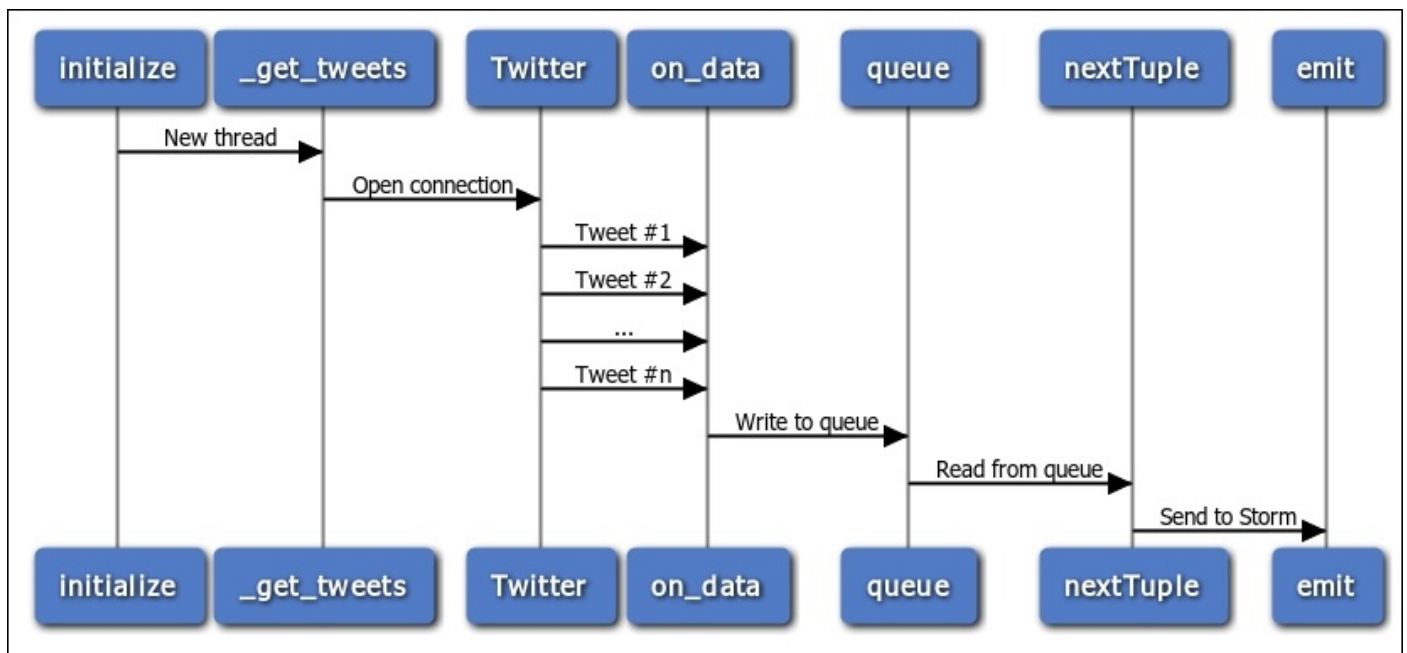 initialize _get_tweets Twitter on_data queue nextTuple emit
New thread
Open connection
Tweet #1
Tweet #2
...
Tweet #n
Write to queue
Read from queue
Send to Storm
initialize _get_tweets Twitter on_data queue nextTuple emit